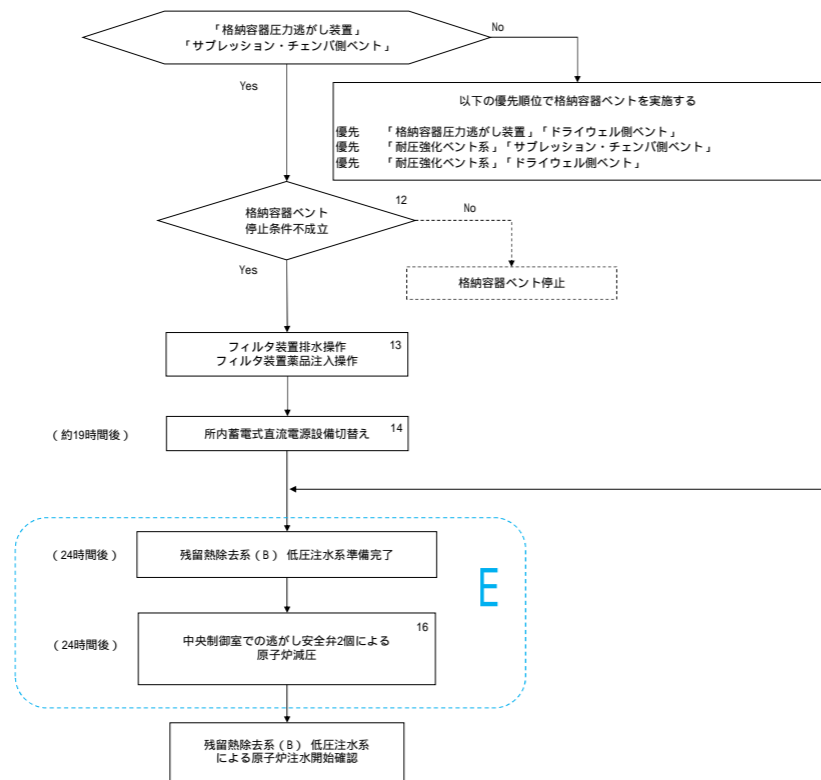 「格納容器圧力逃がし装置」
「サプレッション・チェンバ側ベント」
No
Yes
以下の優先順位で格納容器ベントを実施する
優先 「格納容器圧力逃がし装置」「ドライウェル側ベント」
優先 「耐圧強化ベント系」「サプレッション・チェンバ側ベント」
優先 「耐圧強化ベント系」「ドライウェル側ベント」
12
格納容器ベント
停止条件不成立
No
Yes
格納容器ベント停止
13
フィルタ装置排水操作
フィルタ装置薬品注入操作
(約19時間後)
所内蓄電式直流電源設備切替え
14
(24時間後)
残留熱除去系(B) 低圧注水系準備完了
E
16
(24時間後)
中央制御室での逃がし安全弁2個による
原子炉減圧
残留熱除去系(B) 低圧注水系
による原子炉注水開始確認